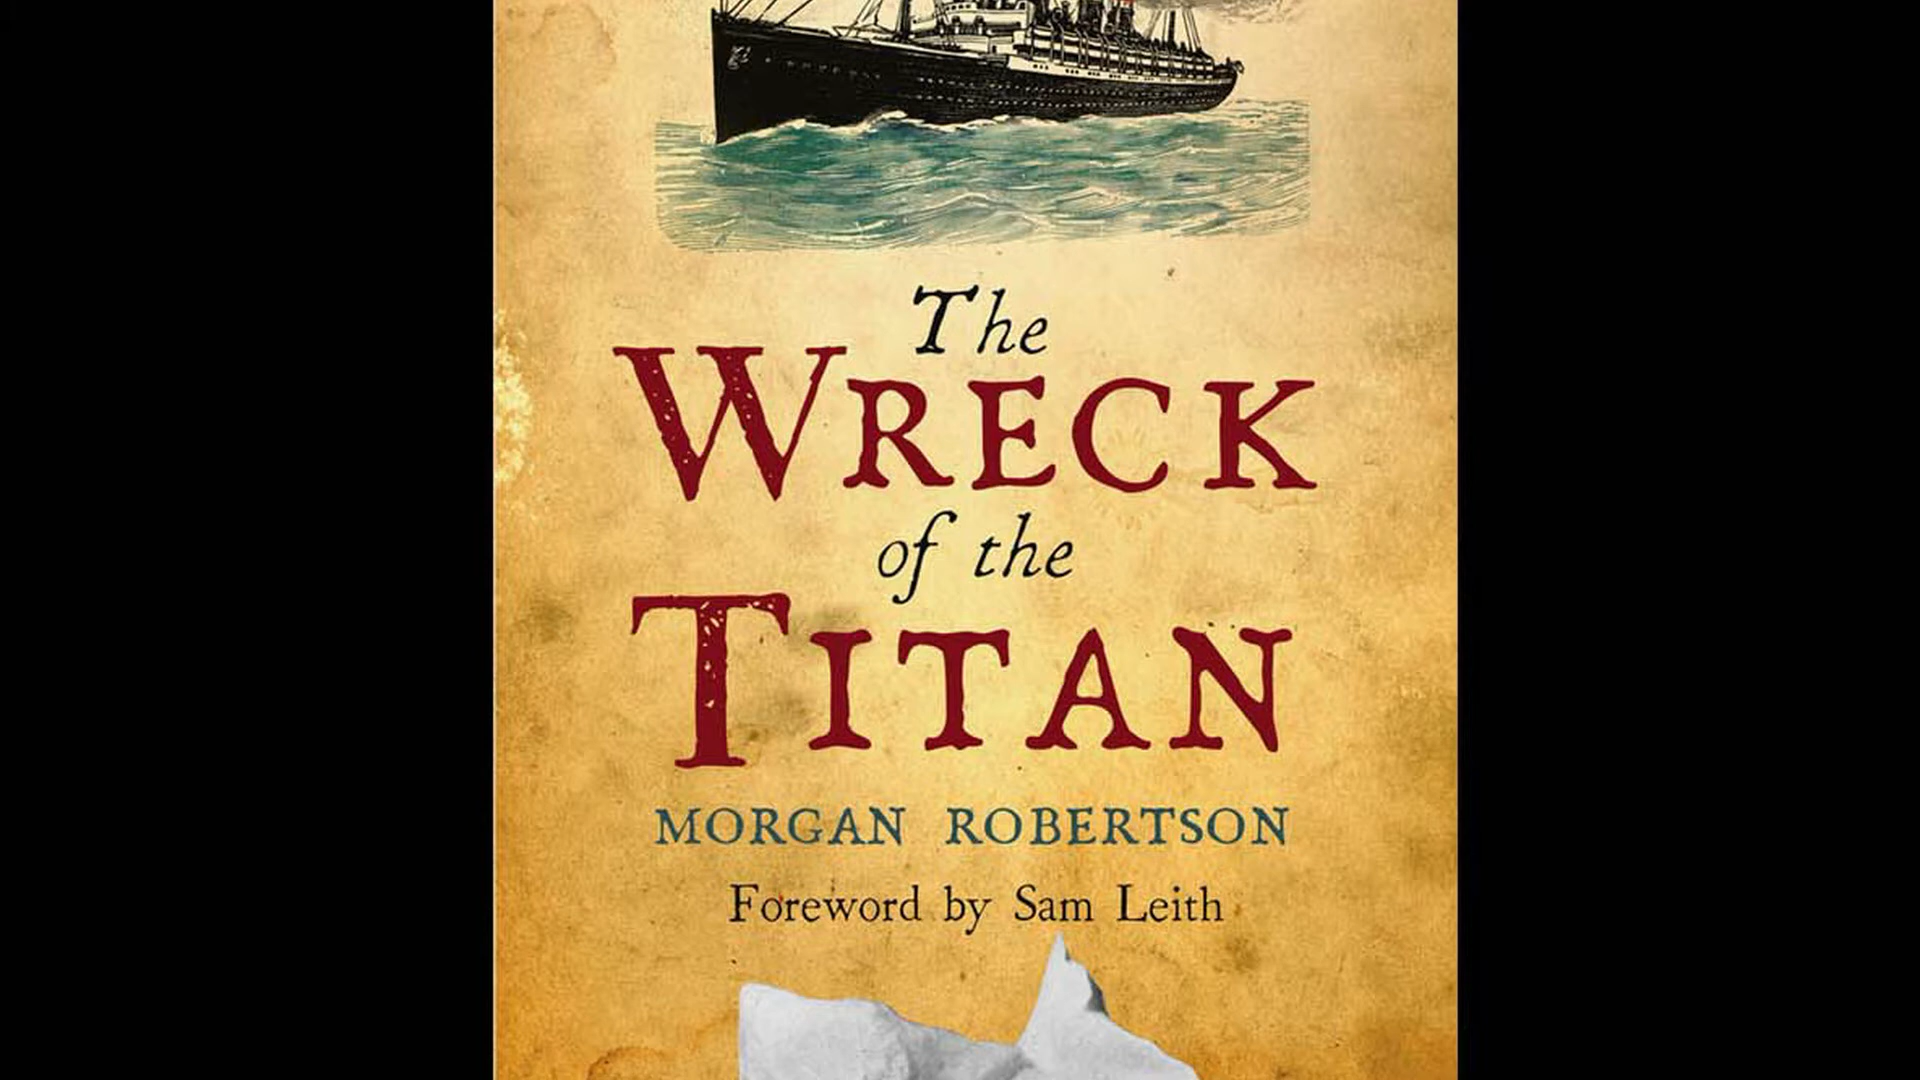 The
WRECK
of the
TITAN
MORGAN ROBERTSON
Foreword by Sam Leith